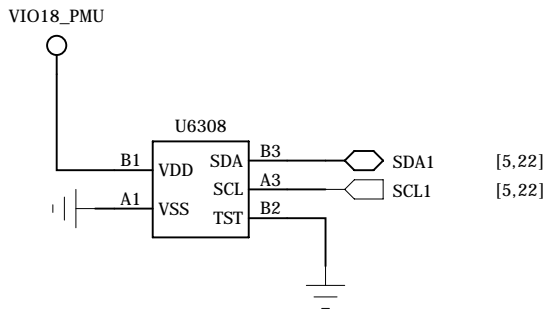 VIO18_PMU
U6308
B1 VDD SDA B3 SDA1 [5,22]
SCL A3 SCL1 [5,22]
A1 VSS TST B2